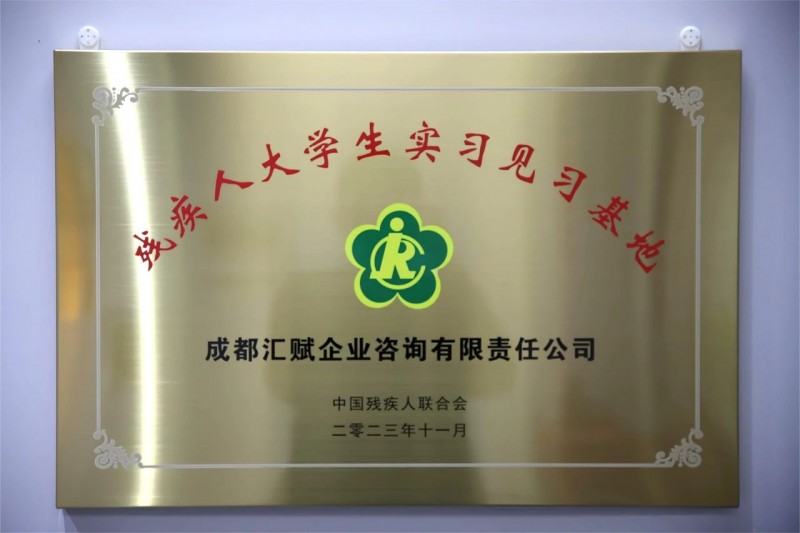 残疾人大学生实习见习基地
成都汇赋企业咨询有限责任公司
中国残疾人联合会
二零二三年十一月